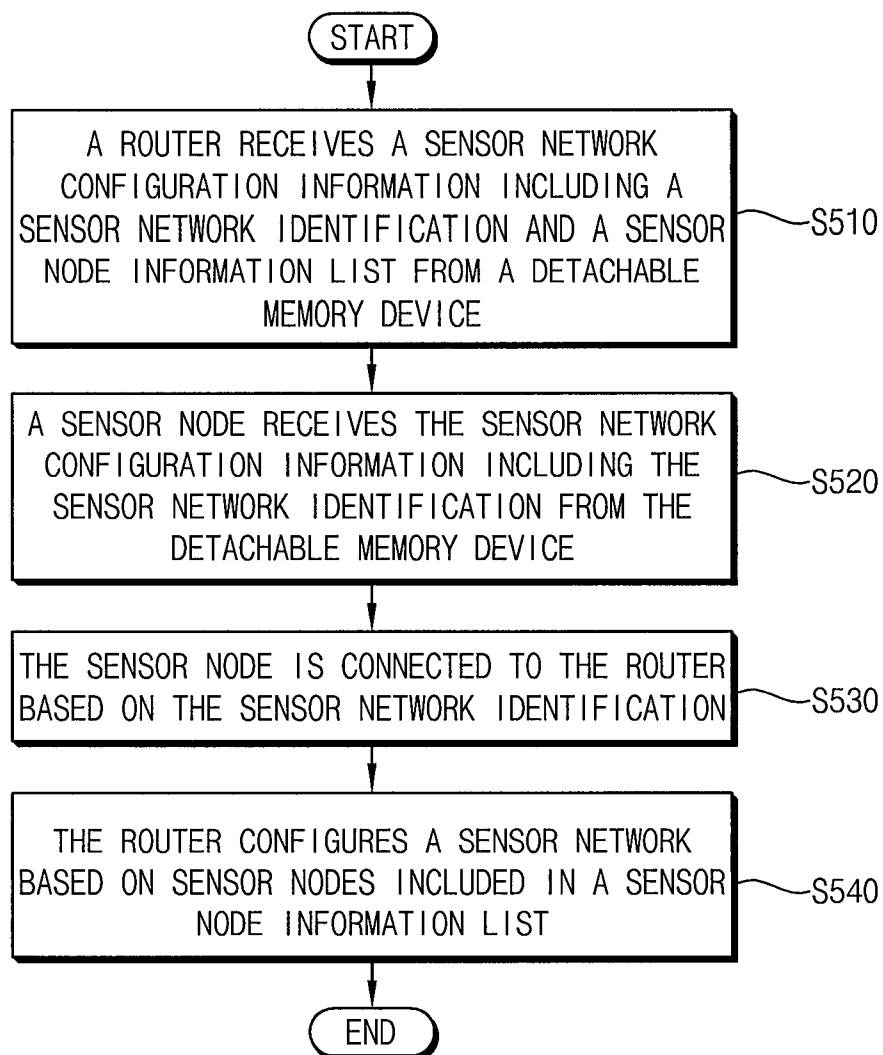 START
A ROUTER RECEIVES A SENSOR NETWORK
CONFIGURATION INFORMATION INCLUDING A
SENSOR NETWORK IDENTIFICATION AND A SENSOR
NODE INFORMATION LIST FROM A DETACHABLE
MEMORY DEVICE
S510
A SENSOR NODE RECEIVES THE SENSOR NETWORK
CONFIGURATION INFORMATION INCLUDING THE
SENSOR NETWORK IDENTIFICATION FROM THE
DETACHABLE MEMORY DEVICE
S520
THE SENSOR NODE IS CONNECTED TO THE ROUTER
BASED ON THE SENSOR NETWORK IDENTIFICATION
S530
THE ROUTER CONFIGURES A SENSOR NETWORK
BASED ON SENSOR NODES INCLUDED IN A SENSOR
NODE INFORMATION LIST
S540
END